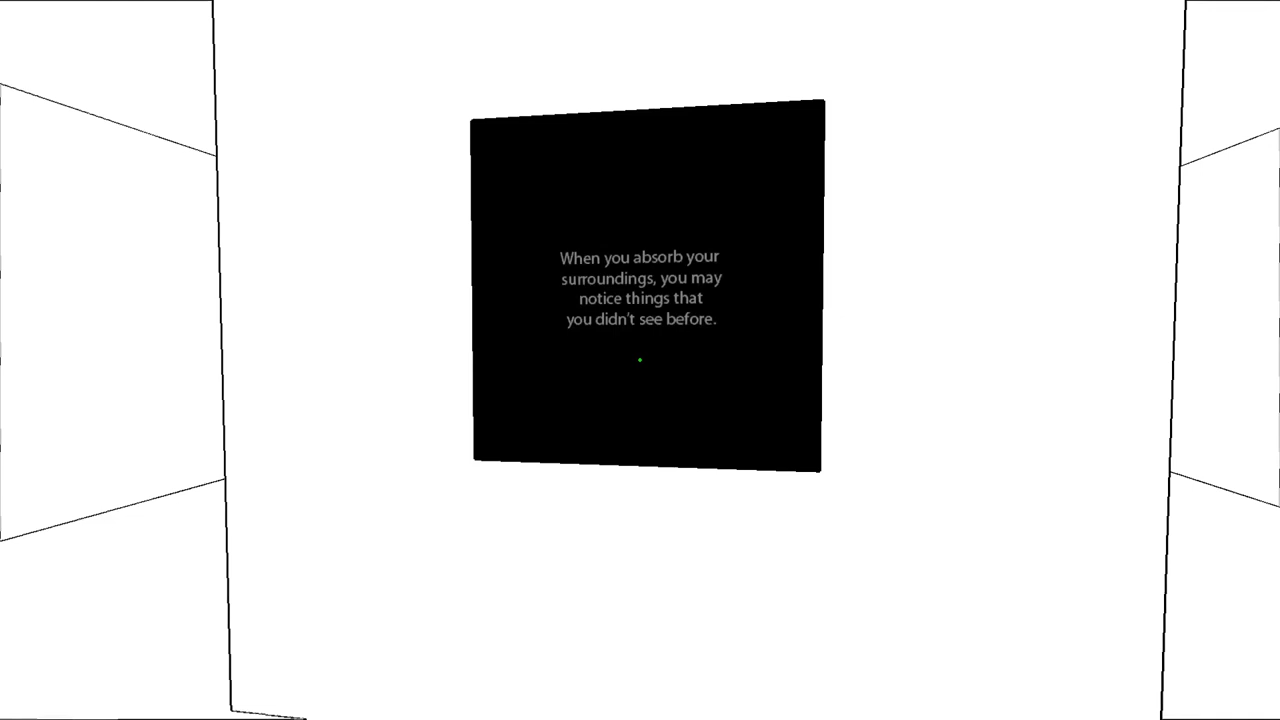 When you absorb your
surroundings, you may
notice things that
you didn't see before.